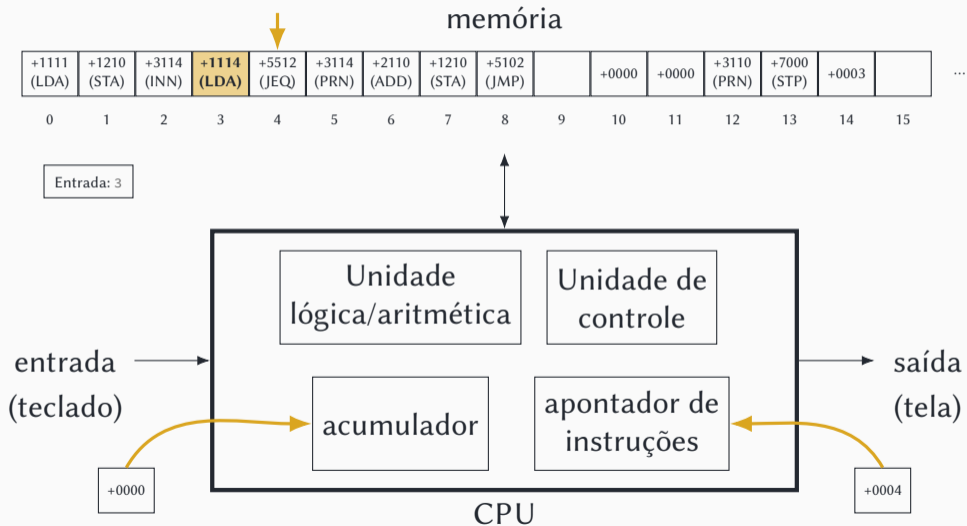 memória
+1111 +1210 +3114 +1114 +5512 +3114 +2110 +1210 +5102 +0000 +0000 +3110 +7000 +0003 ...
(LDA) (STA) (INN) (LDA) (JEQ) (PRN) (ADD) (STA) (JMP) (PRN) (STP)
0 1 2 3 4 5 6 7 8 9 10 11 12 13 14 15
Entrada: 3
Unidade
lógica/aritmética
Unidade de
controle
entrada
(teclado)
saída
(tela)
acumulador
apontador de
instruções
+0000
+0004
CPU